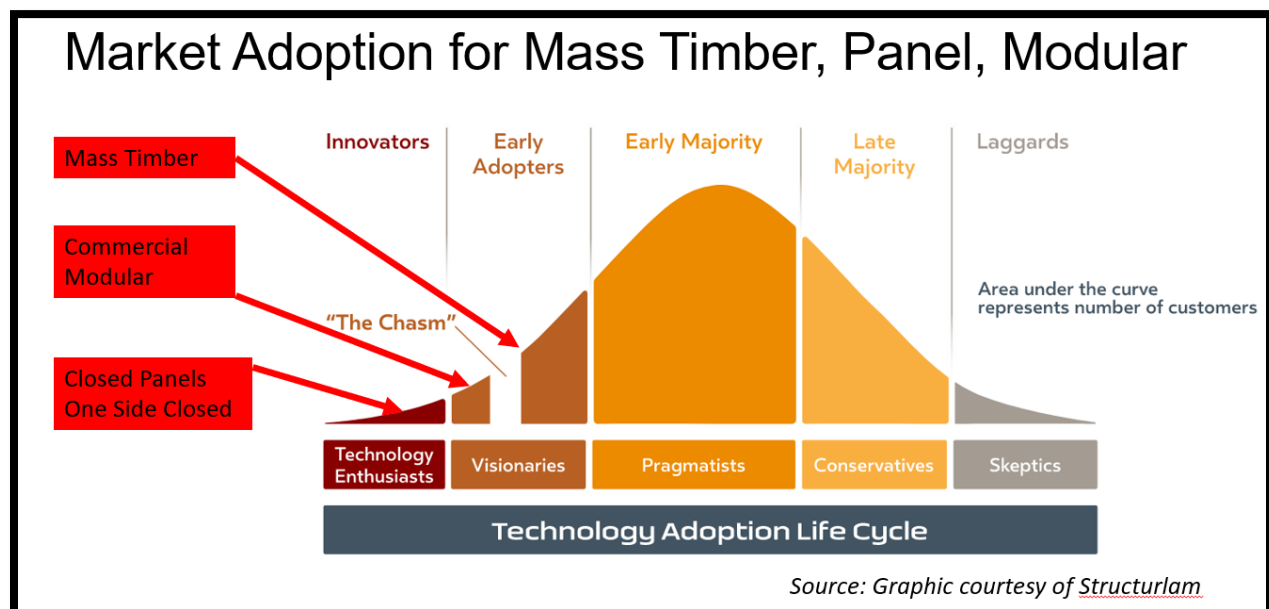 Market Adoption for Mass Timber, Panel, Modular
Innovators
Early
Adopters
Early Majority
Late
Majority
Laggards
Mass Timber
Commercial
Modular
Closed Panels
One Side Closed
“The Chasm”
Area under the curve
represents number of customers
Technology
Enthusiasts
Visionaries
Pragmatists
Conservatives
Skeptics
Technology Adoption Life Cycle
Source: Graphic courtesy of Structurlam